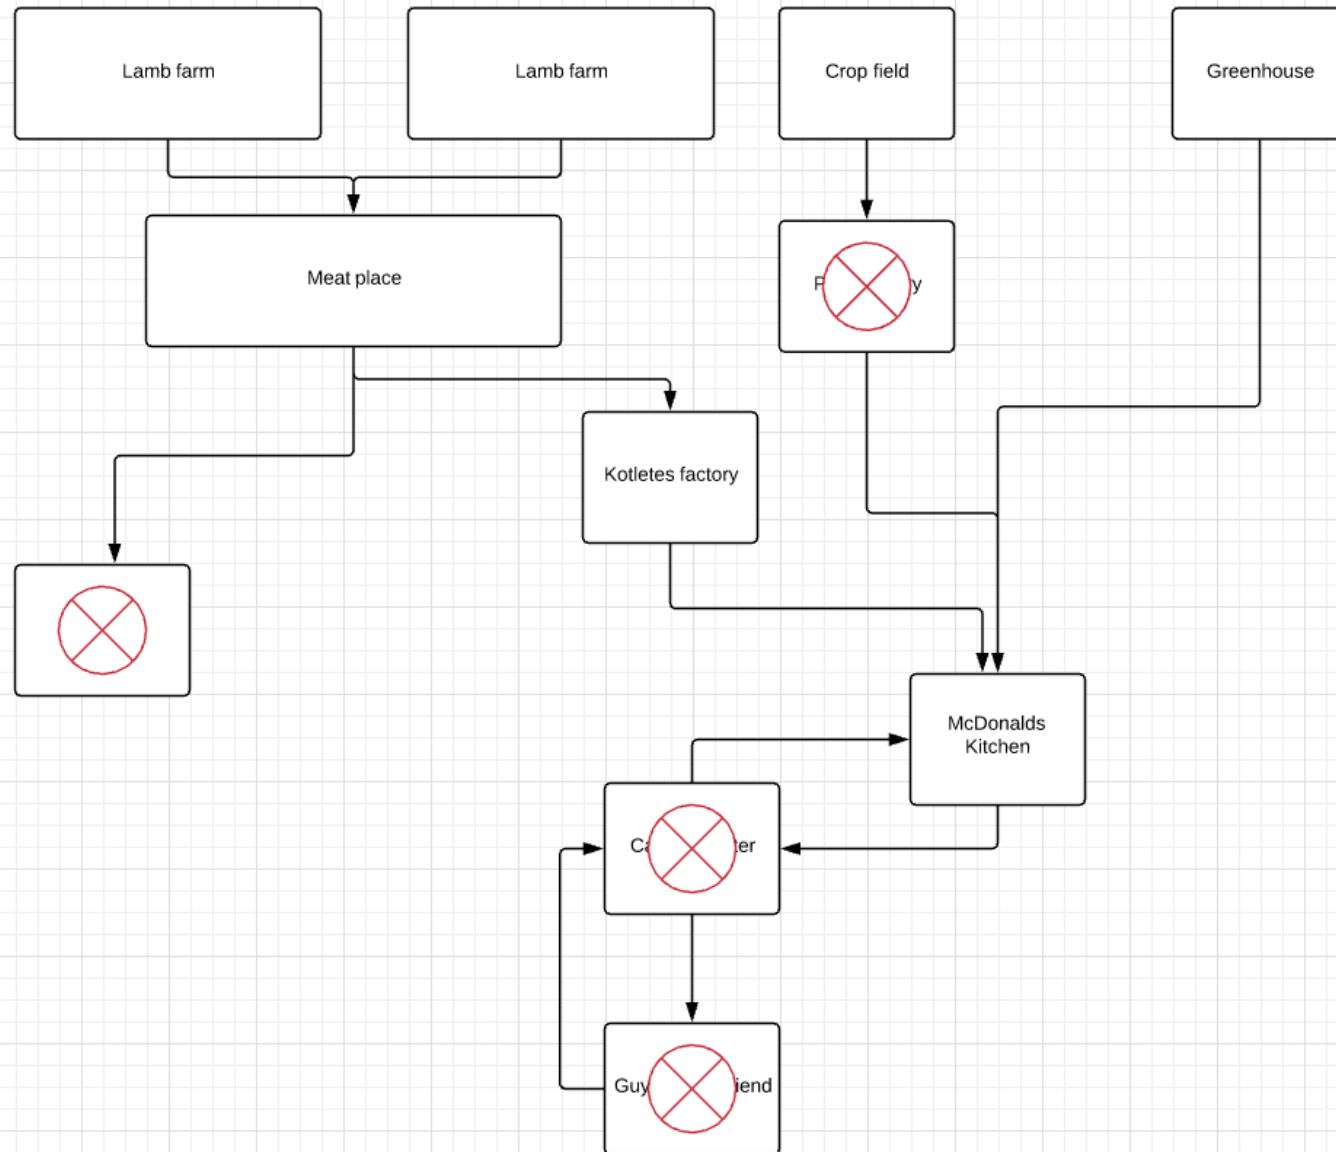 Lamb farm
Lamb farm
Crop field
Greenhouse
Meat place
Kotletes factory
McDonalds
Kitchen